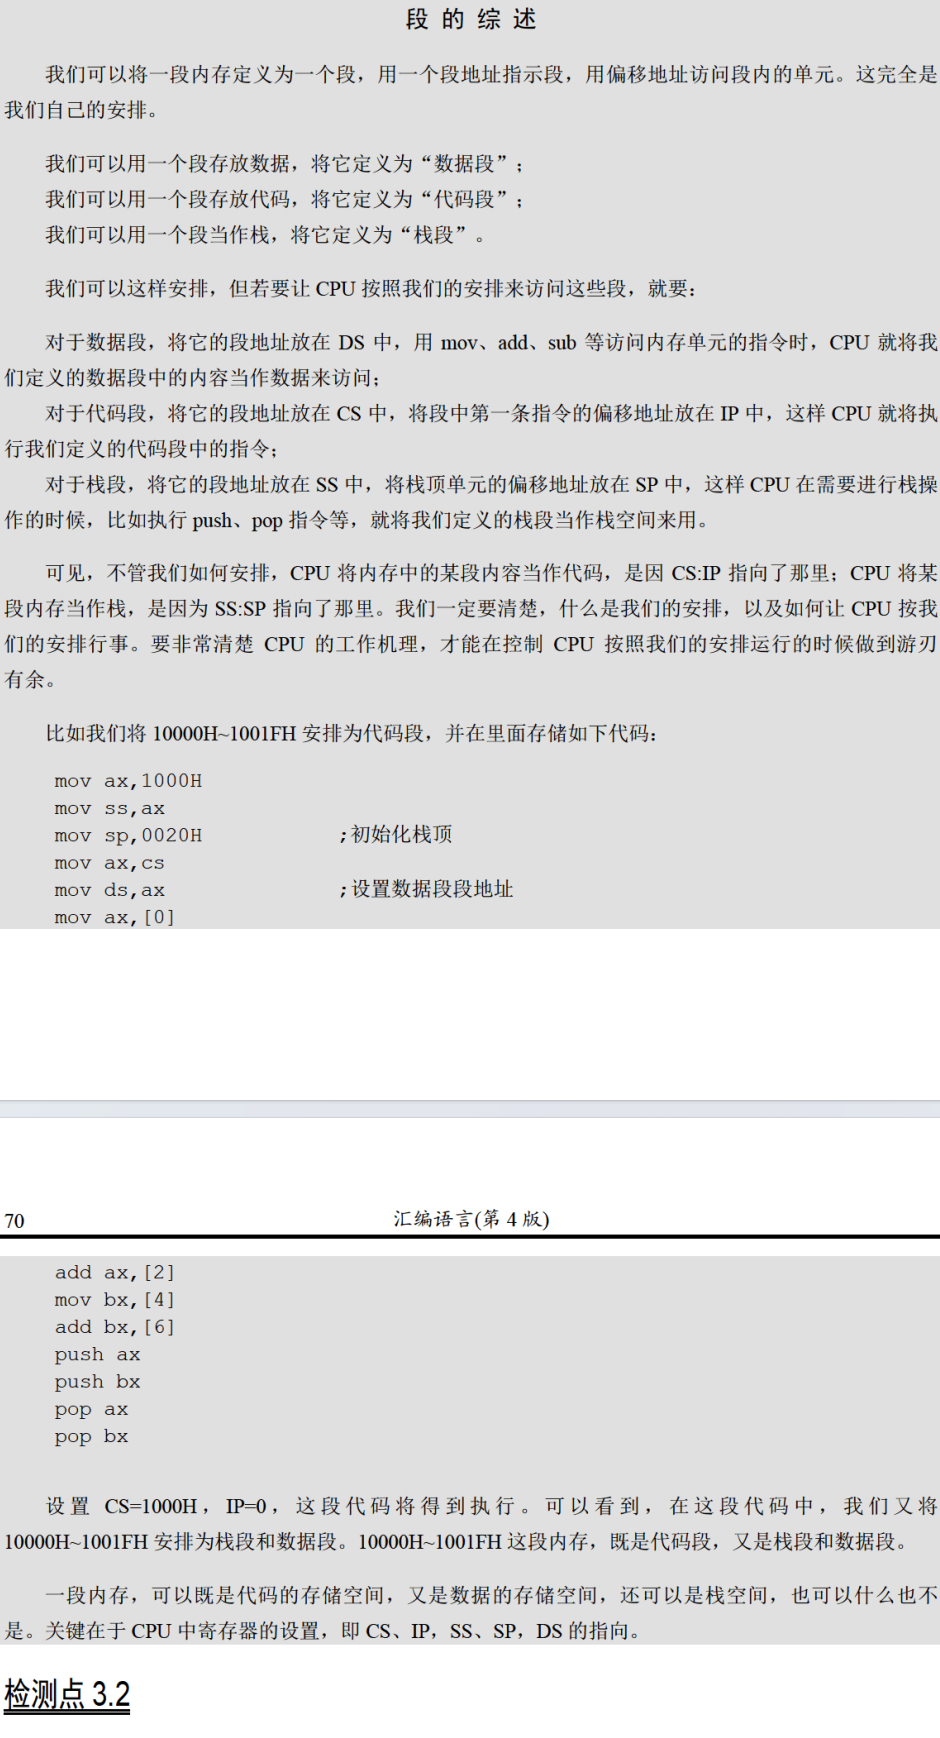 段的综述
我们可以将一段内存定义为一个段，用一个段地址指示段，用偏移地址访问段内的单元。这完全是
我们自己的安排。
我们可以用一个段存放数据，将它定义为“数据段”；
我们可以用一个段存放代码，将它定义为“代码段”；
我们可以用一个段当作栈，将它定义为“栈段”。
我们可以这样安排，但若要让 CPU 按照我们的安排来访问这些段，就要：
对于数据段，将它的段地址放在 DS 中，用 mov、add、sub 等访问内存单元的指令时，CPU 就将我
们定义的数据段中的内容当作数据来访问；
对于代码段，将它的段地址放在 CS 中，将段中第一条指令的偏移地址放在 IP 中，这样 CPU 就将执
行我们定义的代码段中的指令；
对于栈段，将它的段地址放在 SS 中，将栈顶单元的偏移地址放在 SP 中，这样 CPU 在需要进行栈操
作的时候，比如执行 push、pop 指令等，就将我们定义的栈段当作栈空间来用。
可见，不管我们如何安排，CPU 将内存中的某段内容当作代码，是因 CS:IP 指向了那里；CPU 将某
段内存当作栈，是因为 SS:SP 指向了那里。我们一定要清楚，什么是我们的安排，以及如何让 CPU 按我
们的安排行事。要非常清楚 CPU 的工作机理，才能在控制 CPU 按照我们的安排运行的时候做到游刃
有余。
比如我们将 10000H~1001FH 安排为代码段，并在里面存储如下代码：
mov ax,1000H
mov ss,ax
mov sp,0020H ;初始化栈顶
mov ax,cs
mov ds,ax ;设置数据段段地址
mov ax,[0]
70 汇编语言(第 4 版)
add ax,[2]
mov bx,[4]
add bx,[6]
push ax
push bx
pop ax
pop bx
设置 CS=1000H，IP=0，这段代码将得到执行。可以看到，在这段代码中，我们又将
10000H~1001FH 安排为栈段和数据段。10000H~1001FH 这段内存，既是代码段，又是栈段和数据段。
一段内存，可以既是代码的存储空间，又是数据的存储空间，还可以是栈空间，也可以什么也不
是。关键在于 CPU 中寄存器的设置，即 CS、IP，SS、SP，DS 的指向。
检测点 3.2